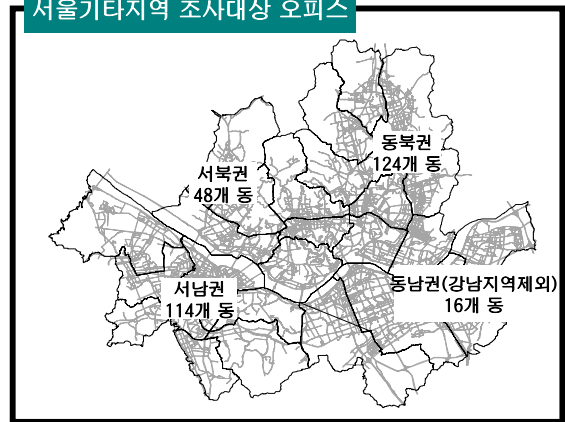 서울기타지역 조사대상 오피스
동북권
124개 동
서북권
48개 동
동남권(강남지역제외)
16개 동
서남권
114개 동